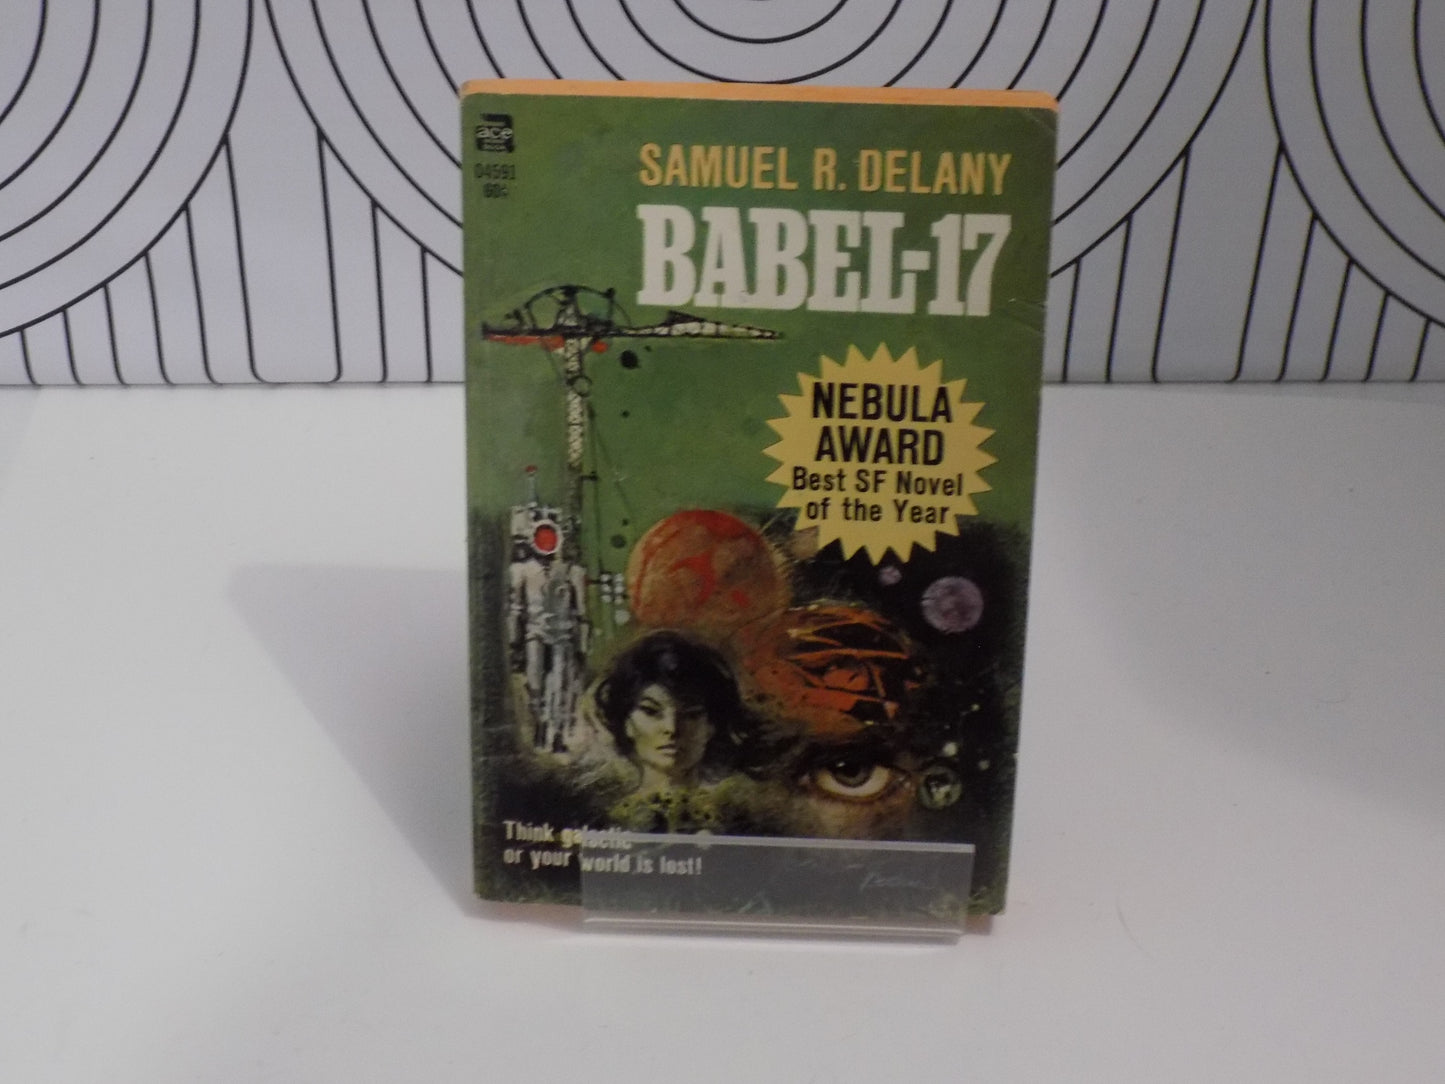 ace
BOOK
04591
60¢
SAMUEL R. DELANY
BABEL-17
NEBULA
AWARD
Best SF Novel
of the Year
Think galactic
or your world is lost!